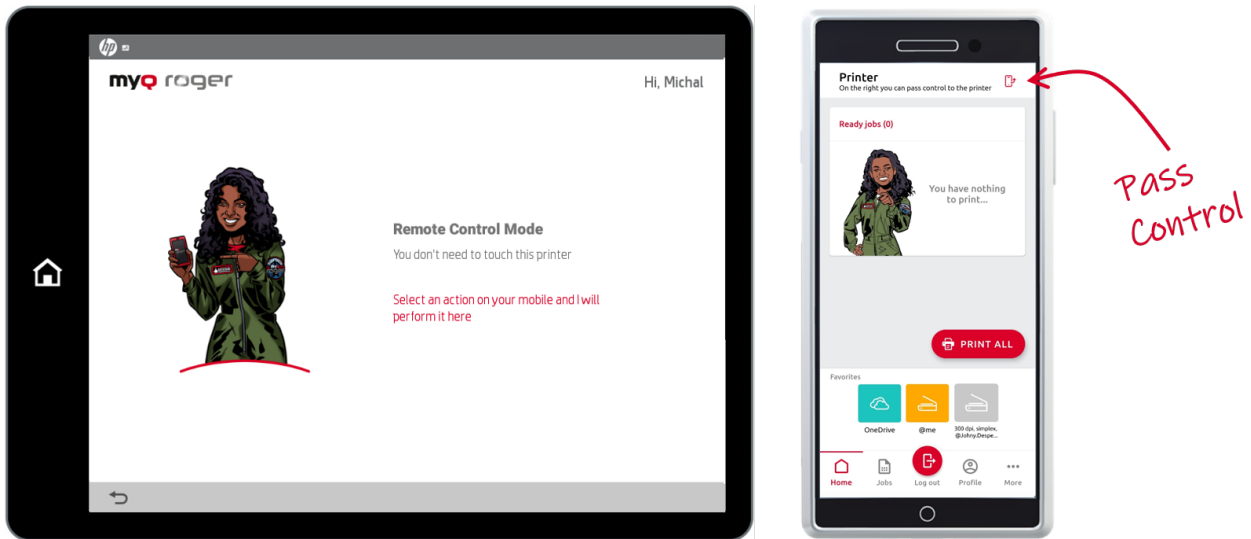 hp
myQ roger
Hi, Michal
Remote Control Mode
You don't need to touch this printer
Select an action on your mobile and I will
perform it here
Printer
On the right you can pass control to the printer
Ready jobs (0)
You have nothing
to print...
PRINT ALL
Favorites
OneDrive
@me
300 dpi, simplex,
@Johny.Despe...
Home
Jobs
Log out
Profile
More
Pass
Control